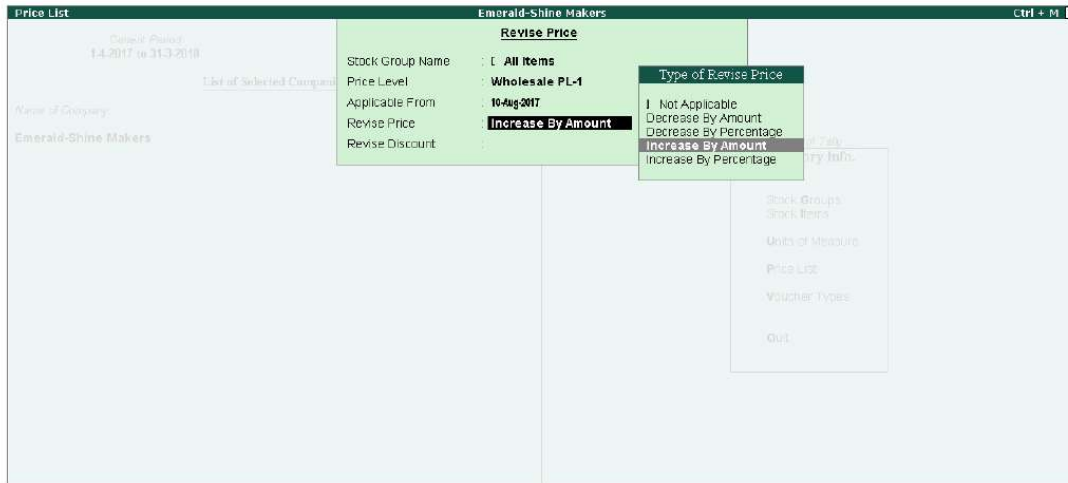 Price List Emerald-Shine Makers Ctrl + M
Revise Price
Stock Group Name : All Items
Price Level : Wholesale PL-1
Applicable From : 10-Aug-2017
Revise Price : Increase By Amount
Revise Discount :
Type of Revise Price
Not Applicable
Decrease By Amount
Decrease By Percentage
Increase By Amount
Increase By Percentage
Current Period
1-4-2017 to 31-3-2018
List of Selected
Name of Company
Emerald-Shine Makers
Info.
Stock Groups
Stock Items
Units of Measure
Price List
Voucher Types
Quit